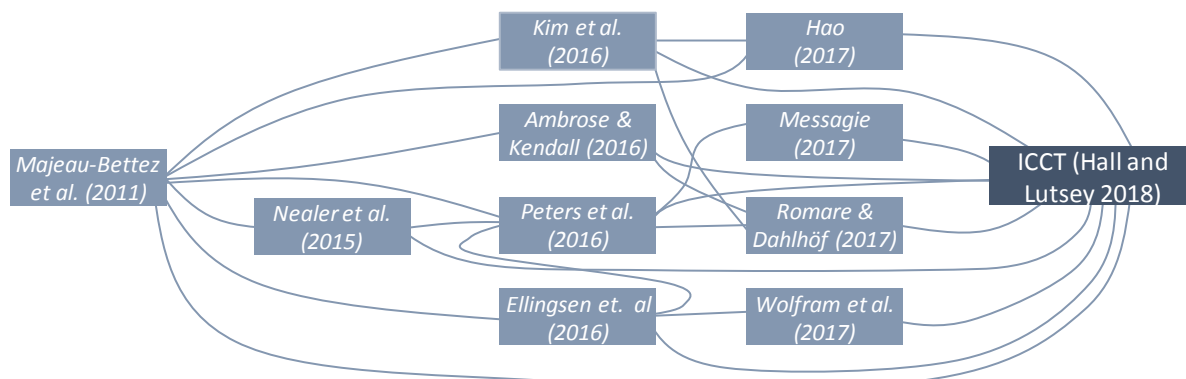 Kim et al.
(2016)
Hao
(2017)
Ambrose &
Kendall (2016)
Messagie
(2017)
Majeau-Bettez
et al. (2011)
ICCT (Hall and
Lutsey 2018)
Nealer et al.
(2015)
Peters et al.
(2016)
Romare &
Dahlhöf (2017)
Ellingsen et. al
(2016)
Wolfram et al.
(2017)